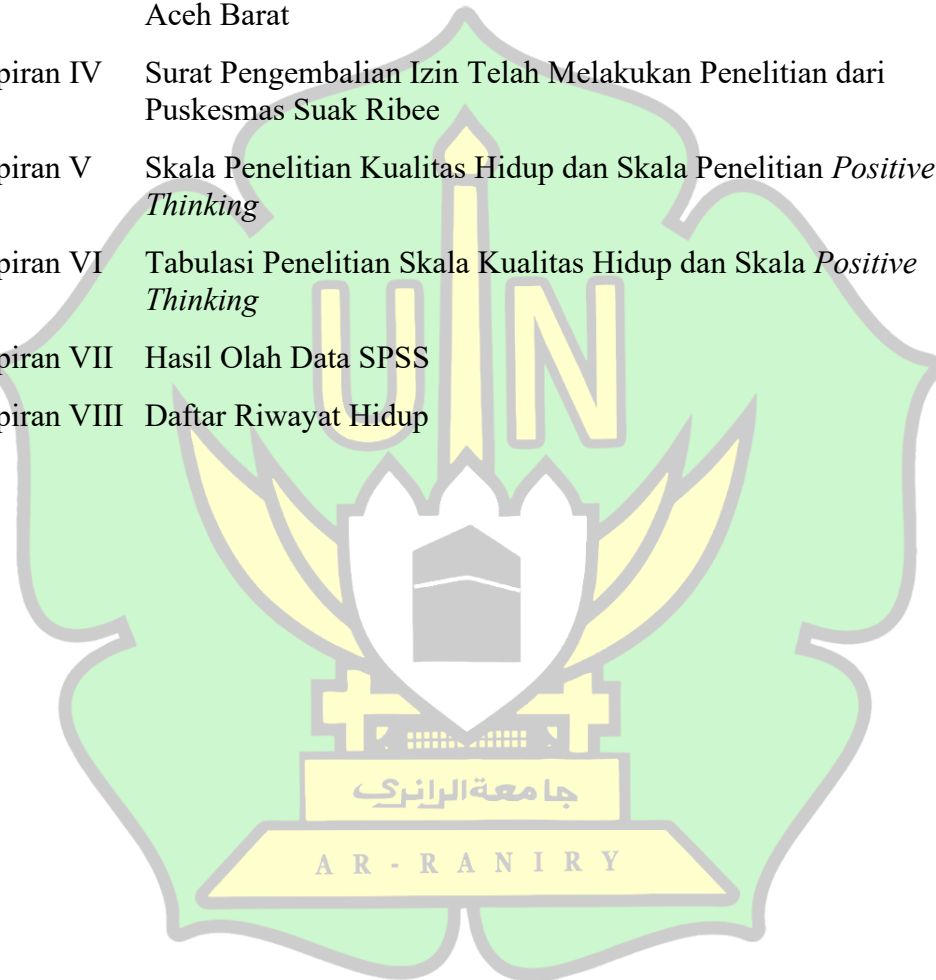 Aceh Barat
piran IV Surat Pengembalian Izin Telah Melakukan Penelitian dari
Puskesmas Suak Ribee
piran V Skala Penelitian Kualitas Hidup dan Skala Penelitian Positive
Thinking
piran VI Tabulasi Penelitian Skala Kualitas Hidup dan Skala Positive
Thinking
UIN
piran VII Hasil Olah Data SPSS
piran VIII Daftar Riwayat Hidup
جامعةالرانرك
AR-RANIRY